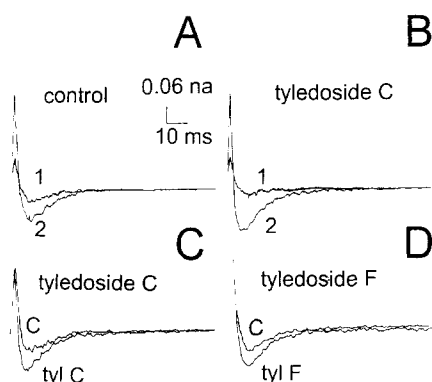 A
control
0.06 na
10 ms
1
2
B
tyledoside C
1
2
C
tyledoside C
C
tyl C
D
tyledoside F
C
tyl F